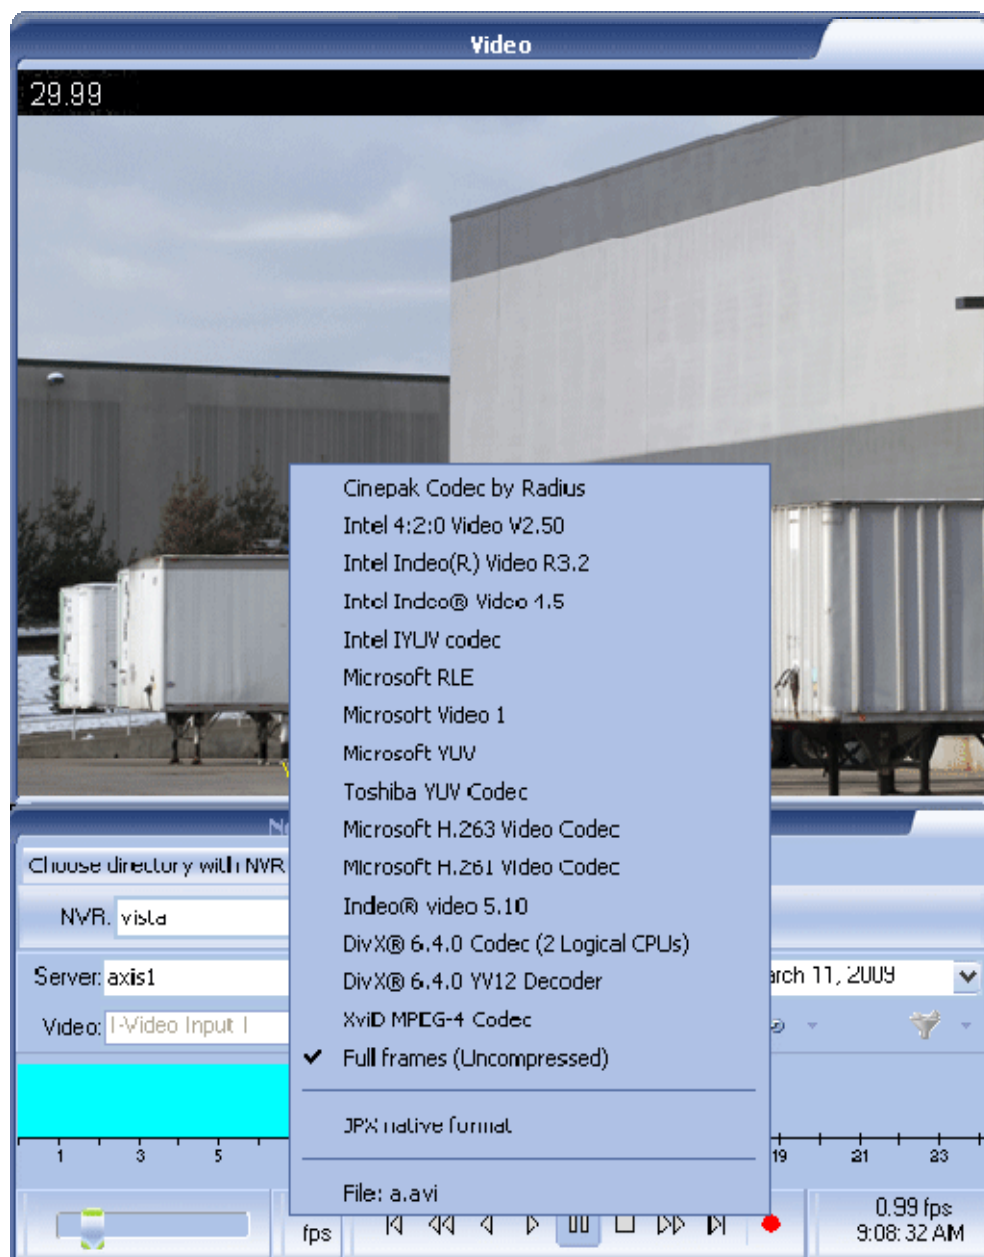 Video
29.99
Cinepak Codec by Radius
Intel 4:2:0 Video V2.50
Intel Indeo(R) Video R3.2
Intel Indeo® Video 4.5
Intel IYUV codec
Microsoft RLE
Microsoft Video 1
Microsoft YUV
Toshiba YUV Codec
Microsoft H.263 Video Codec
Microsoft H.261 Video Codec
Indeo® video 5.10
DivX® 6.4.0 Codec (2 Logical CPUs)
DivX® 6.4.0 YV12 Decoder
XviD MPEG-4 Codec
Full frames (Uncompressed)
JPX native format
File: a.avi
Choose directory with NVR
NVR: vista
Server: axis1
arch 11, 2009
Video: 1-Video Input 1
1 3 5 19 21 23
fps
0.99 fps
9:08:32 AM